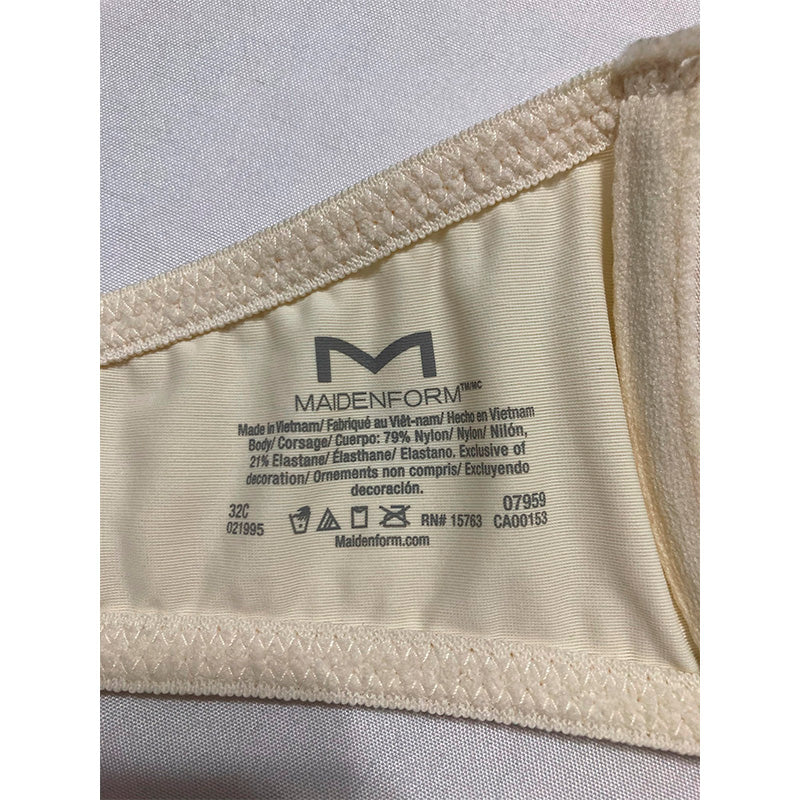 M
MAIDENFORM™/MC
Made in Vietnam/ Fabriqué au Viêt-nam/ Hecho en Vietnam
Body/ Corsage/ Cuerpo: 79% Nylon/ Nylon/ Nilón,
21% Elastane/ Élasthane/ Elastano. Exclusive of
decoration/ Ornements non compris/ Excluyendo
decoración.
32C 07959
021995 RN# 15763 CA00153
Maidenform.com